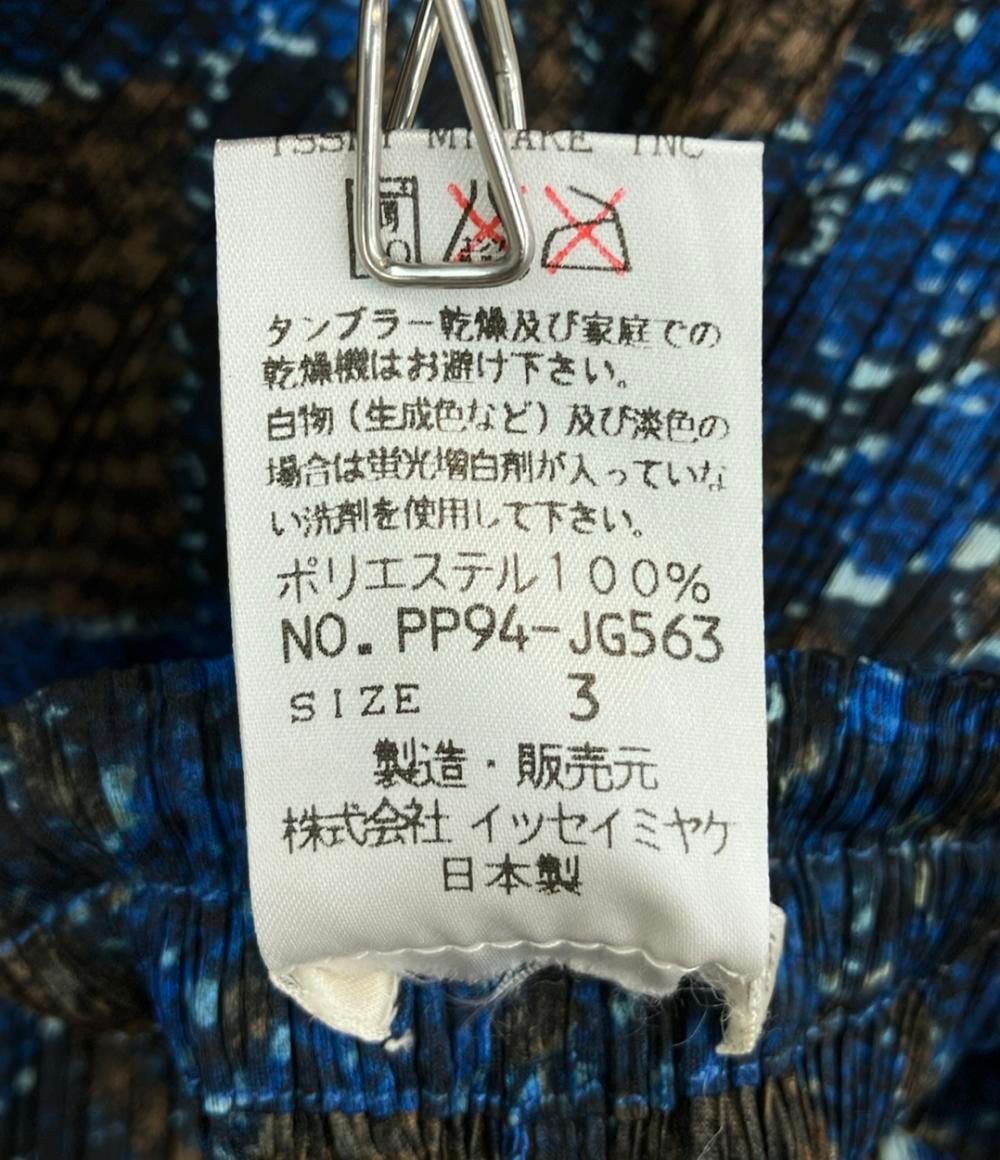 INC
タンブラー乾燥及び家庭での
乾燥機はお避け下さい。
白物（生成色など）及び淡色の
場合は蛍光増白剤が入っていな
い洗剤を使用して下さい。
ポリエステル100%
NO. PP94-JG563
SIZE 3
製造・販売元
株式会社 イッセイミヤケ
日本製